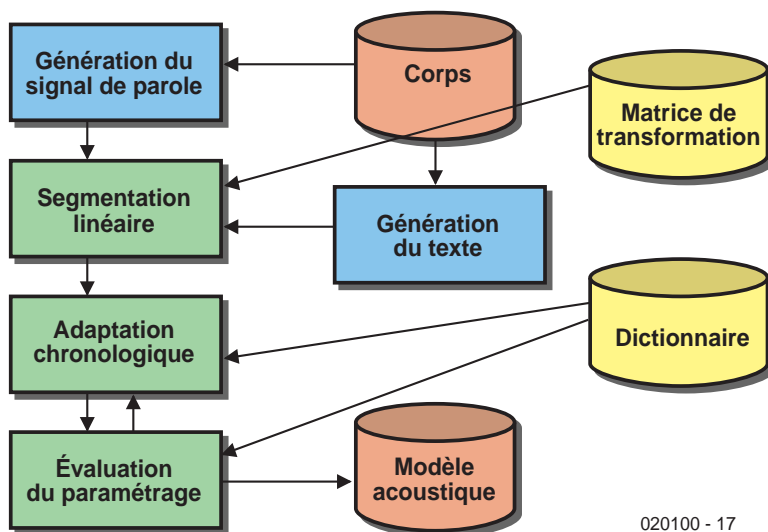 Génération du
signal de parole
Corps
Matrice de
transformation
Segmentation
linéaire
Génération
du texte
Adaptation
chronologique
Dictionnaire
Évaluation
du paramétrage
Modèle
acoustique
020100 - 17